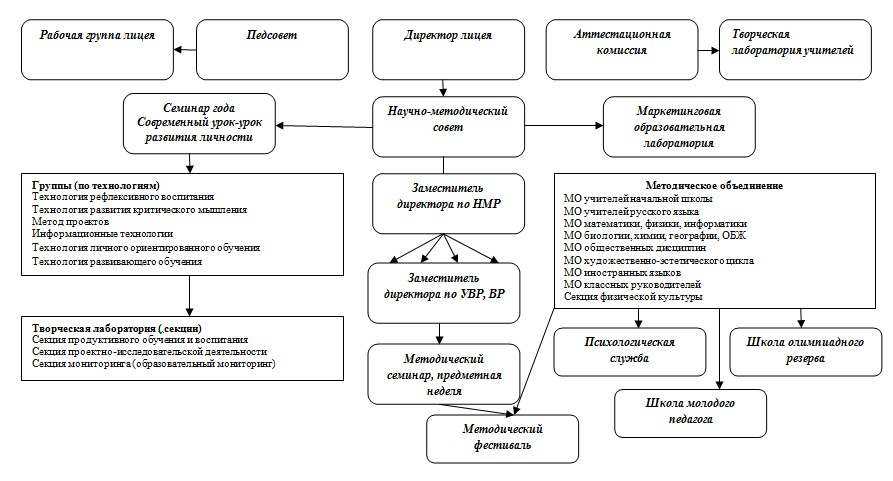 Рабочая группа лицея
Педсовет
Директор лицея
Аттестационная
комиссия
Творческая
лаборатория учителей
Семинар года
Современный урок-урок
развития личности
Научно-методический
совет
Маркетинговая
образовательная
лаборатория
Группы (по технологиям)
Технология рефлексивного воспитания
Технология развития критического мышления
Метод проектов
Информационные технологии
Технология личного ориентированного обучения
Технология развивающего обучения
Заместитель
директора по НМР
Методическое объединение
МО учителей начальной школы
МО учителей русского языка
МО математики, физики, информатики
МО биологии, химии, географии, ОБЖ
МО общественных дисциплин
МО художественно-эстетического цикла
МО иностранных языков
МО классных руководителей
Секция физической культуры
Заместитель
директора по УВР, ВР
Творческая лаборатория (,секции)
Секция продуктивного обучения и воспитания
Секция проектно-исследовательской деятельности
Секция мониторинга (образовательный мониторинг)
Методический
семинар, предметная
неделя
Психологическая
служба
Школа олимпиадного
резерва
Школа молодого
педагога
Методический
фестиваль